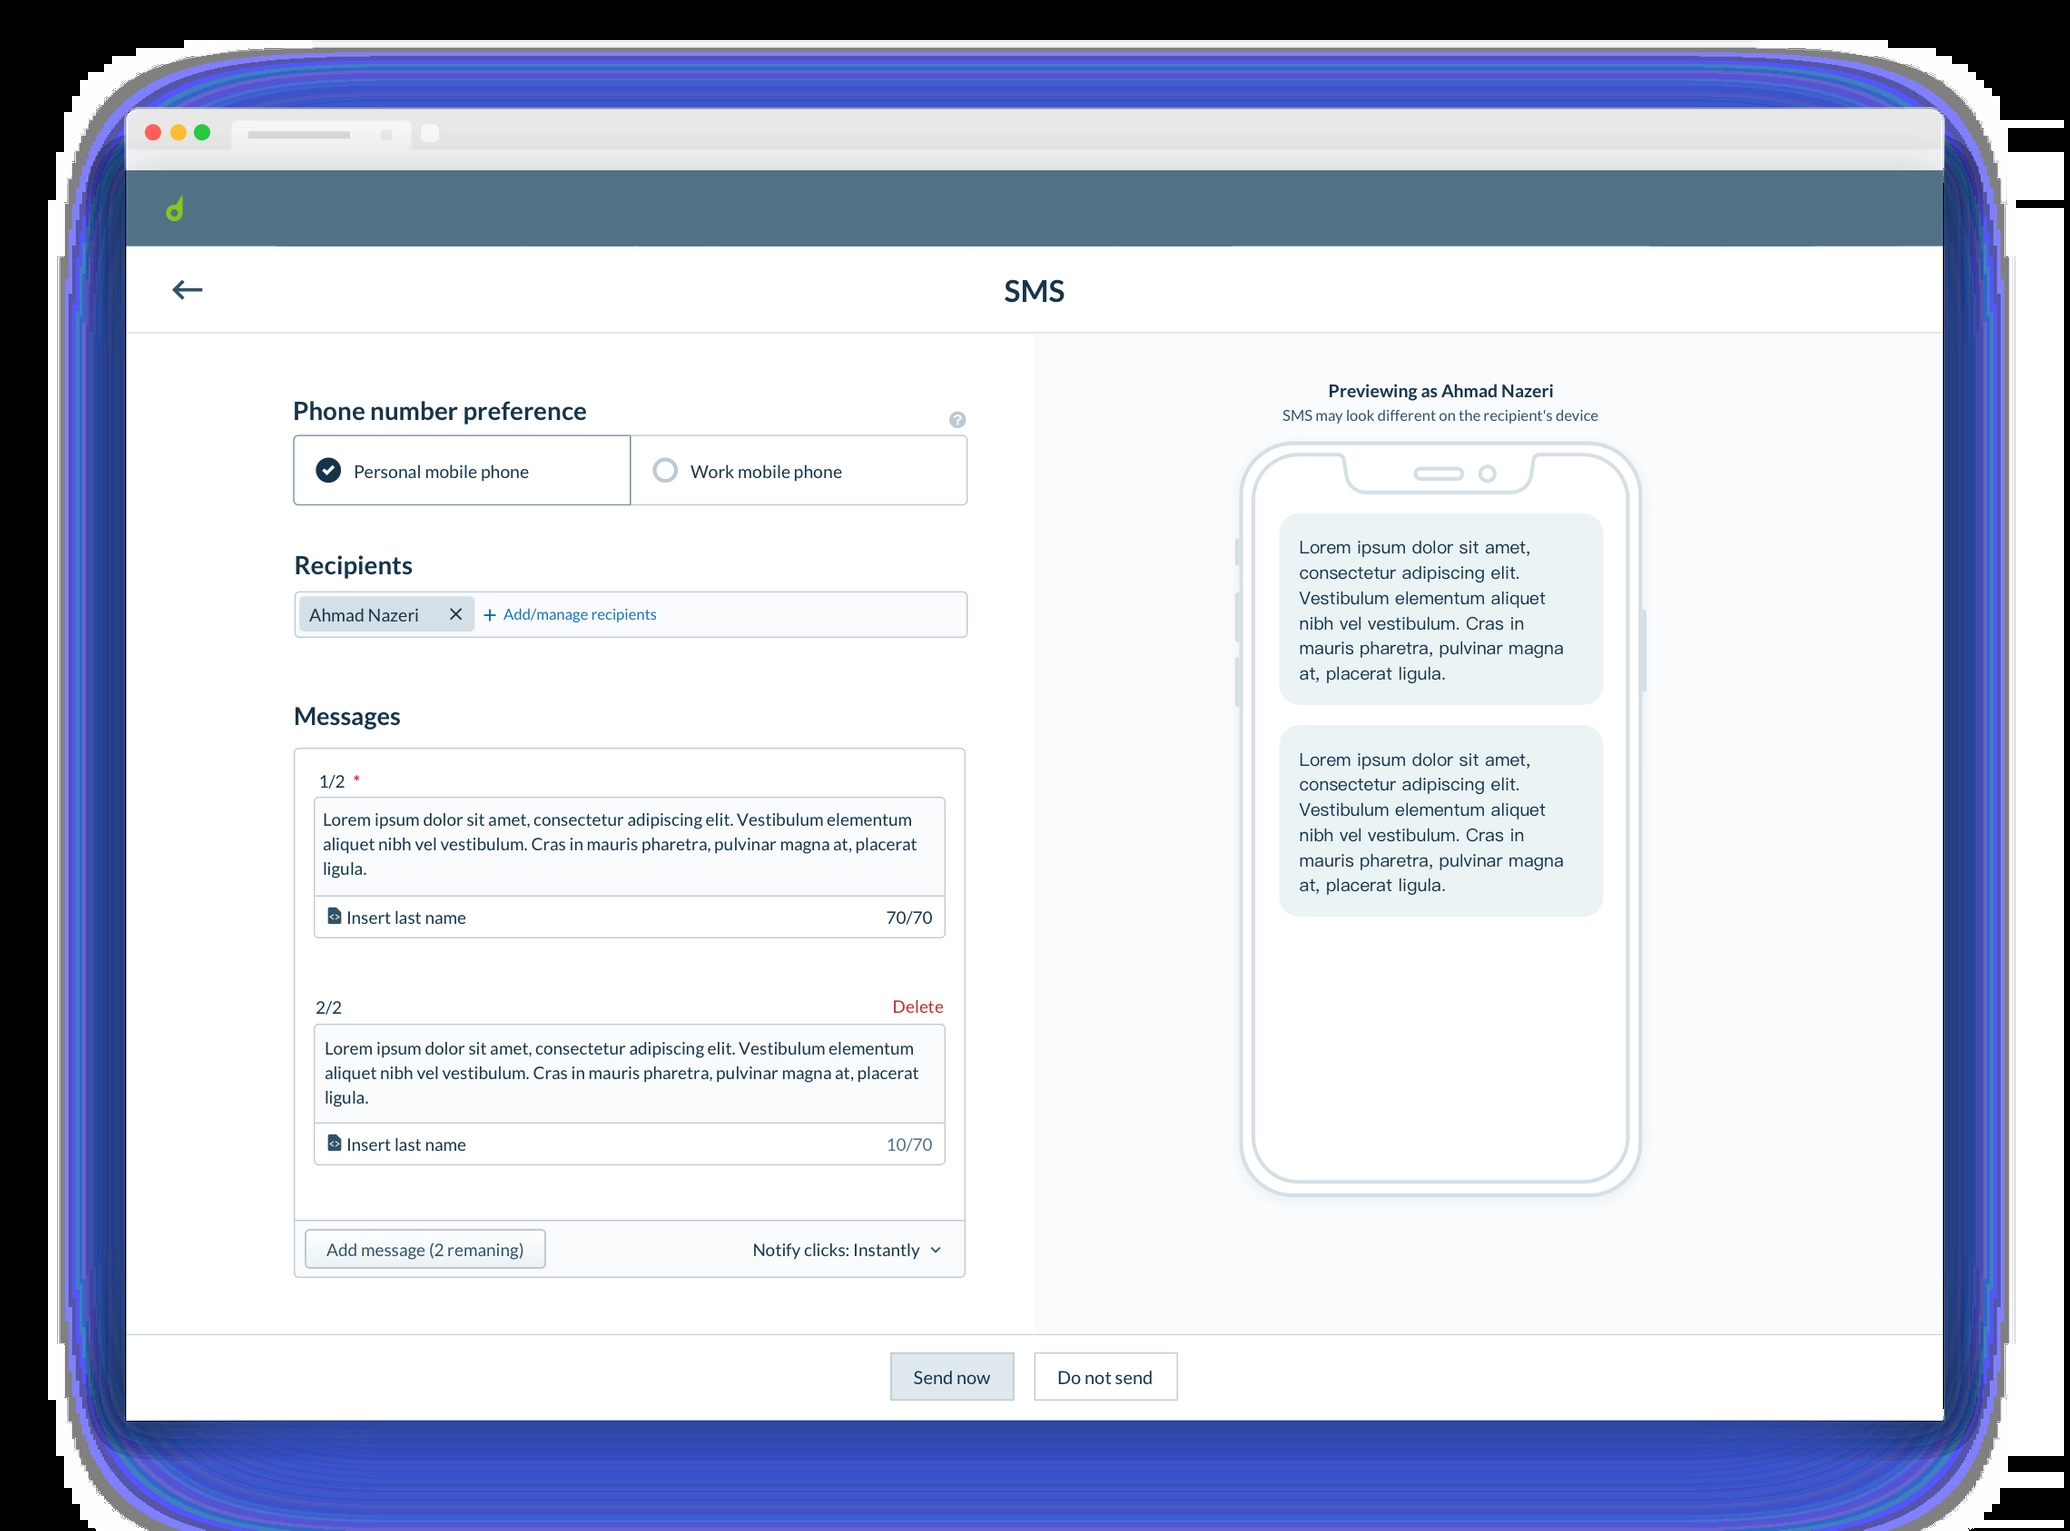 SMS
Phone number preference
?
Personal mobile phone
Work mobile phone
Recipients
Ahmad Nazeri
+ Add/manage recipients
Messages
1/2 *
Lorem ipsum dolor sit amet, consectetur adipiscing elit. Vestibulum elementum
aliquet nibh vel vestibulum. Cras in mauris pharetra, pulvinar magna at, placerat
ligula.
Insert last name
70/70
2/2
Delete
Lorem ipsum dolor sit amet, consectetur adipiscing elit. Vestibulum elementum
aliquet nibh vel vestibulum. Cras in mauris pharetra, pulvinar magna at, placerat
ligula.
Insert last name
10/70
Add message (2 remaning)
Notify clicks: Instantly
Previewing as Ahmad Nazeri
SMS may look different on the recipient's device
Lorem ipsum dolor sit amet,
consectetur adipiscing elit.
Vestibulum elementum aliquet
nibh vel vestibulum. Cras in
mauris pharetra, pulvinar magna
at, placerat ligula.
Lorem ipsum dolor sit amet,
consectetur adipiscing elit.
Vestibulum elementum aliquet
nibh vel vestibulum. Cras in
mauris pharetra, pulvinar magna
at, placerat ligula.
Send now
Do not send